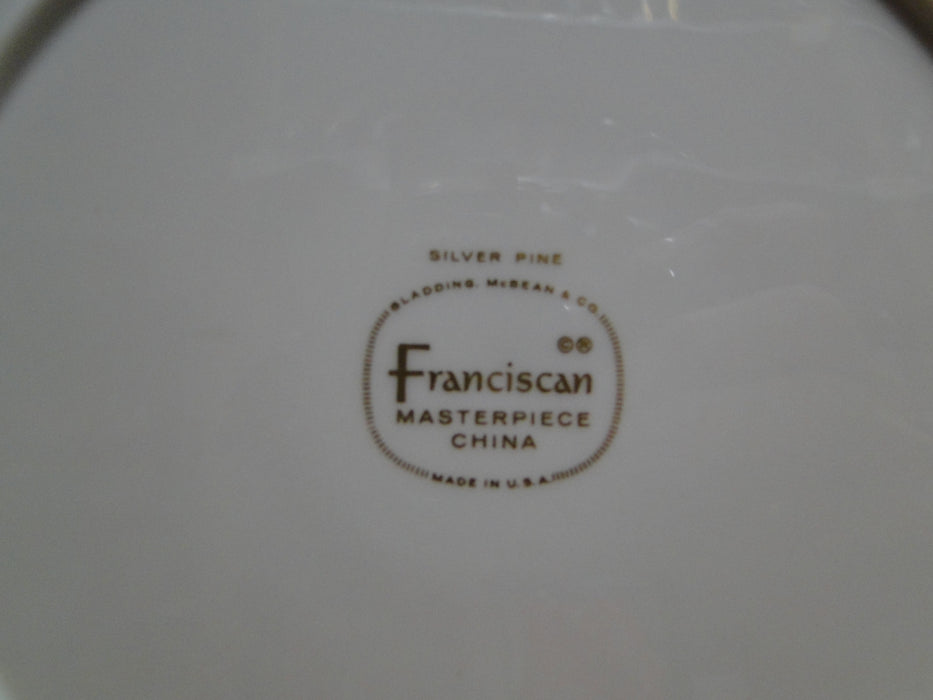 SILVER PINE
GLADDING, McBEAN & CO.
©®
Franciscan
MASTERPIECE
CHINA
MADE IN U.S.A.